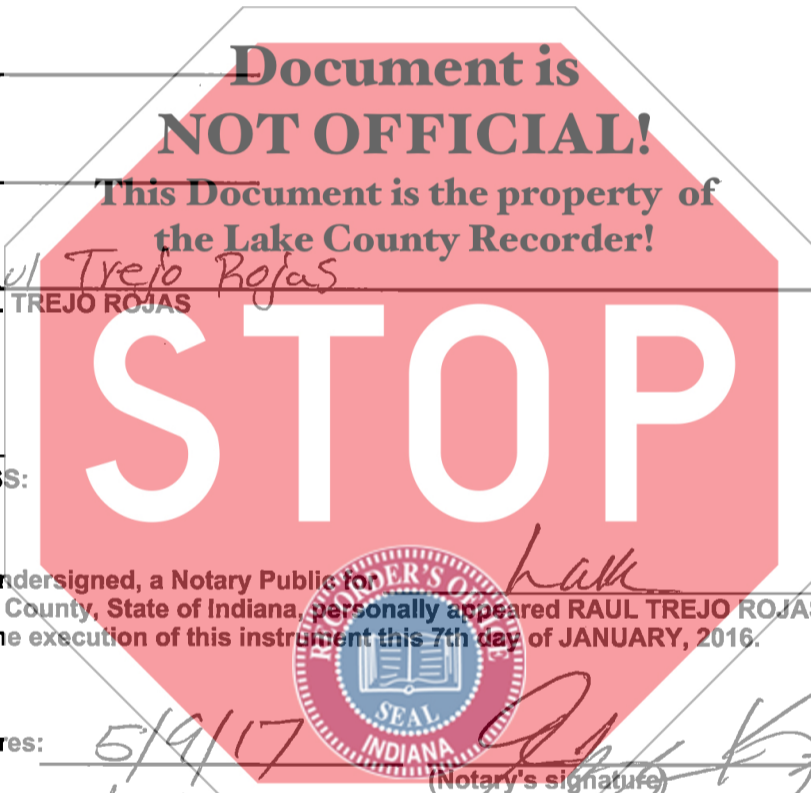 Document is
NOT OFFICIAL!
This Document is the property of
the Lake County Recorder!
ul Trejo Rojas
TREJO ROJAS
STOP
SS:
ndersigned, a Notary Public for Lake
County, State of Indiana, personally appeared RAUL TREJO ROJAS
e execution of this instrument this 7th day of JANUARY, 2016.
RECORDER'S OFFICE
SEAL
INDIANA
res: 5/9/17
(Notary's signature)